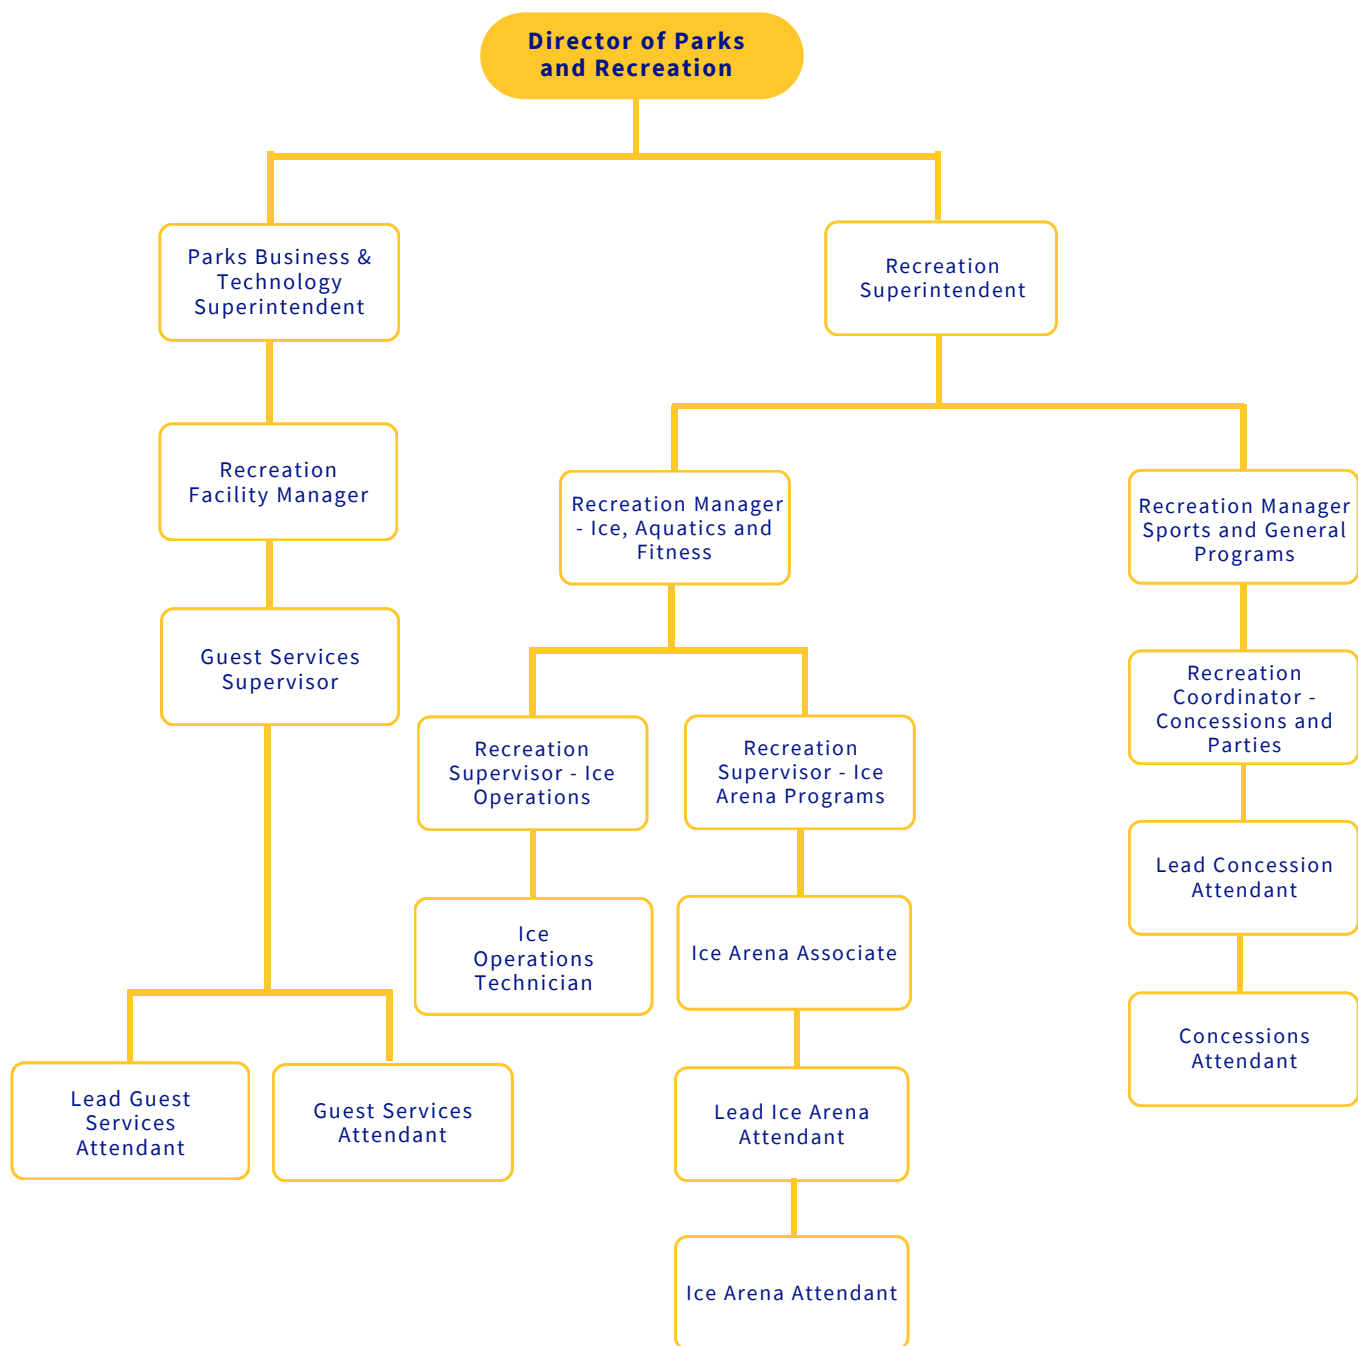 Director of Parks
and Recreation
Parks Business &
Technology
Superintendent
Recreation
Superintendent
Recreation
Facility Manager
Recreation Manager
- Ice, Aquatics and
Fitness
Recreation Manager
Sports and General
Programs
Guest Services
Supervisor
Recreation
Coordinator -
Concessions and
Parties
Recreation
Supervisor - Ice
Operations
Recreation
Supervisor - Ice
Arena Programs
Lead Concession
Attendant
Ice
Operations
Technician
Ice Arena Associate
Concessions
Attendant
Lead Guest
Services
Attendant
Guest Services
Attendant
Lead Ice Arena
Attendant
Ice Arena Attendant